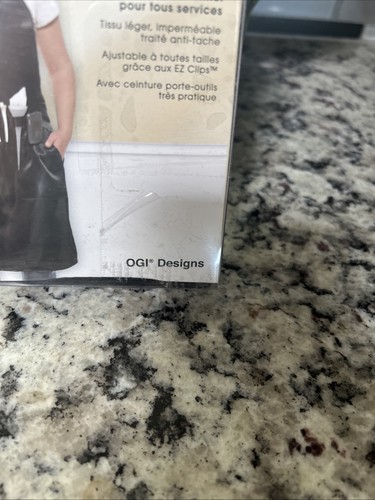 pour tous services
Tissu léger, imperméable
traité anti-tache
Ajustable à toutes tailles
grâce aux EZ Clips™
Avec ceinture porte-outils
très pratique
OGI® Designs